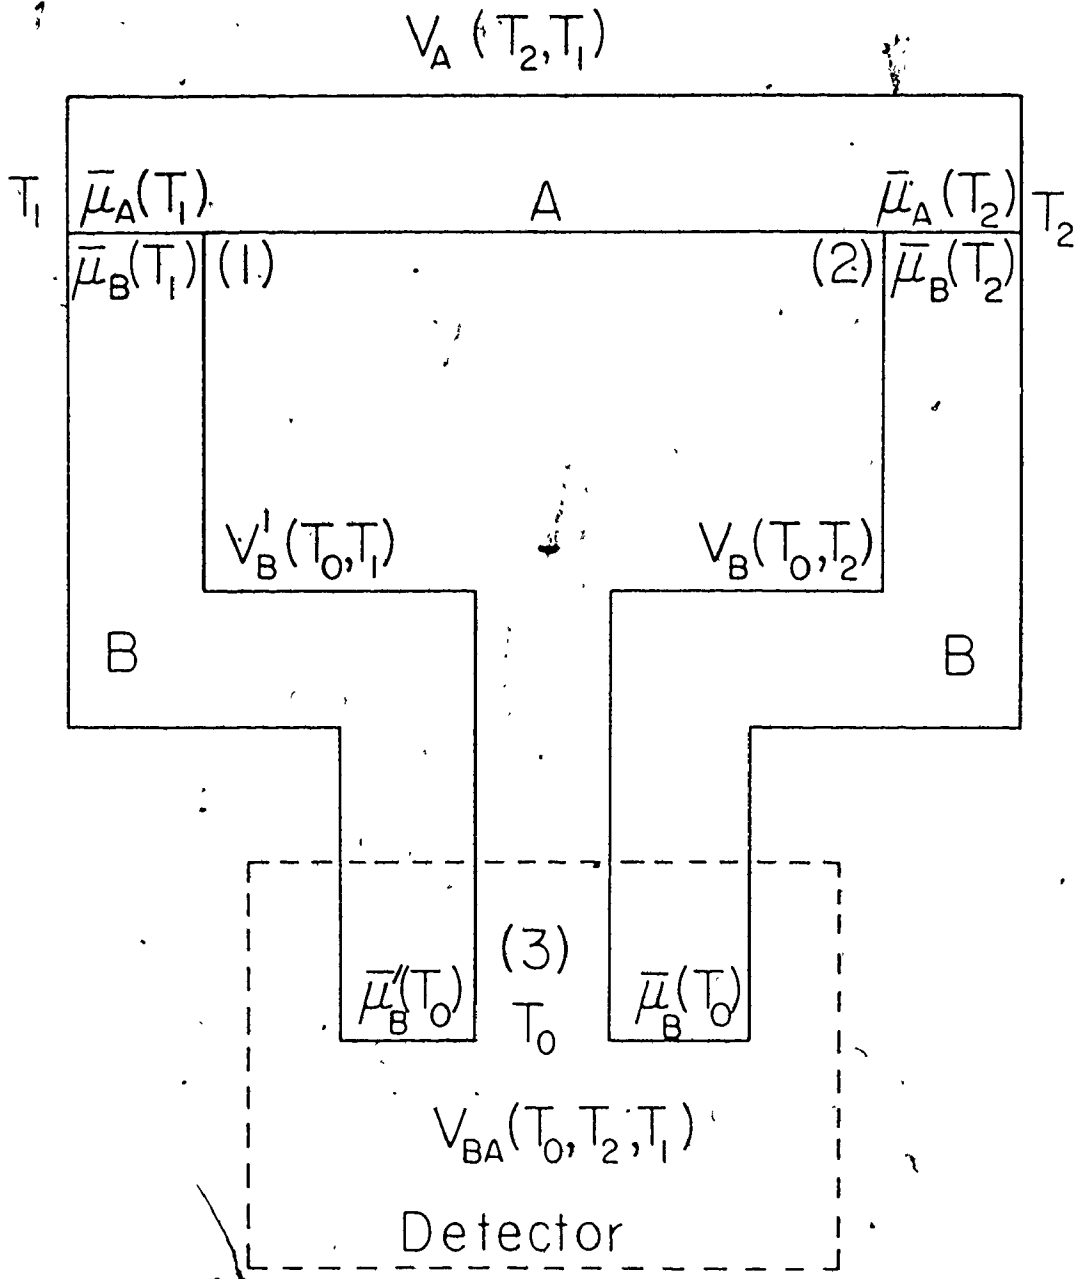 V_A (T_2,T_1)
T_1 μ̄_A(T_1) A μ̄_A(T_2) T_2
μ̄_B(T_1) (1) (2) μ̄_B(T_2)
V'_B(T_0,T_1) V_B(T_0,T_2)
B B
(3)
μ̄'_B(T_0) T_0 μ̄_B(T_0)
V_BA(T_0,T_2,T_1)
Detector